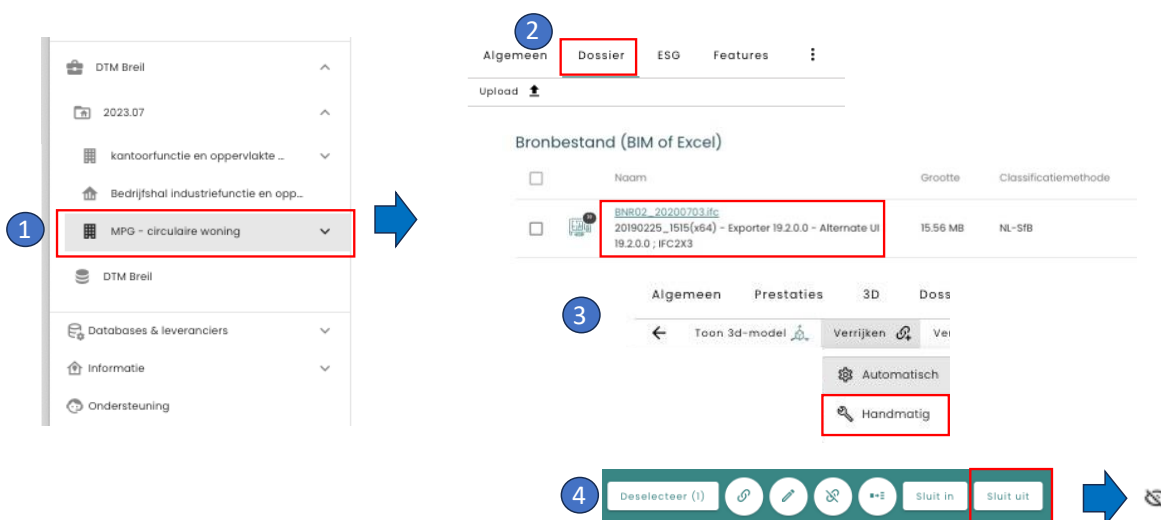 DTM Breil
2023.07
kantoorfunctie en oppervlakte ...
Bedrijfshal industriefunctie en opp...
1
MPG - circulaire woning
DTM Breil
Databases & leveranciers
Informatie
Ondersteuning
2
Algemeen Dossier ESG Features
Upload
Bronbestand (BIM of Excel)
Naam Grootte Classificatiemethode
BNR02_20200703.ifc
20190225_1515(x64) - Exporter 19.2.0.0 - Alternate UI 15.56 MB NL-SfB
19.2.0.0 ; IFC2X3
3
Algemeen Prestaties 3D Doss
Toon 3d-model Verrijken Ve
Automatisch
Handmatig
4
Deselecteer (1) Sluit in Sluit uit